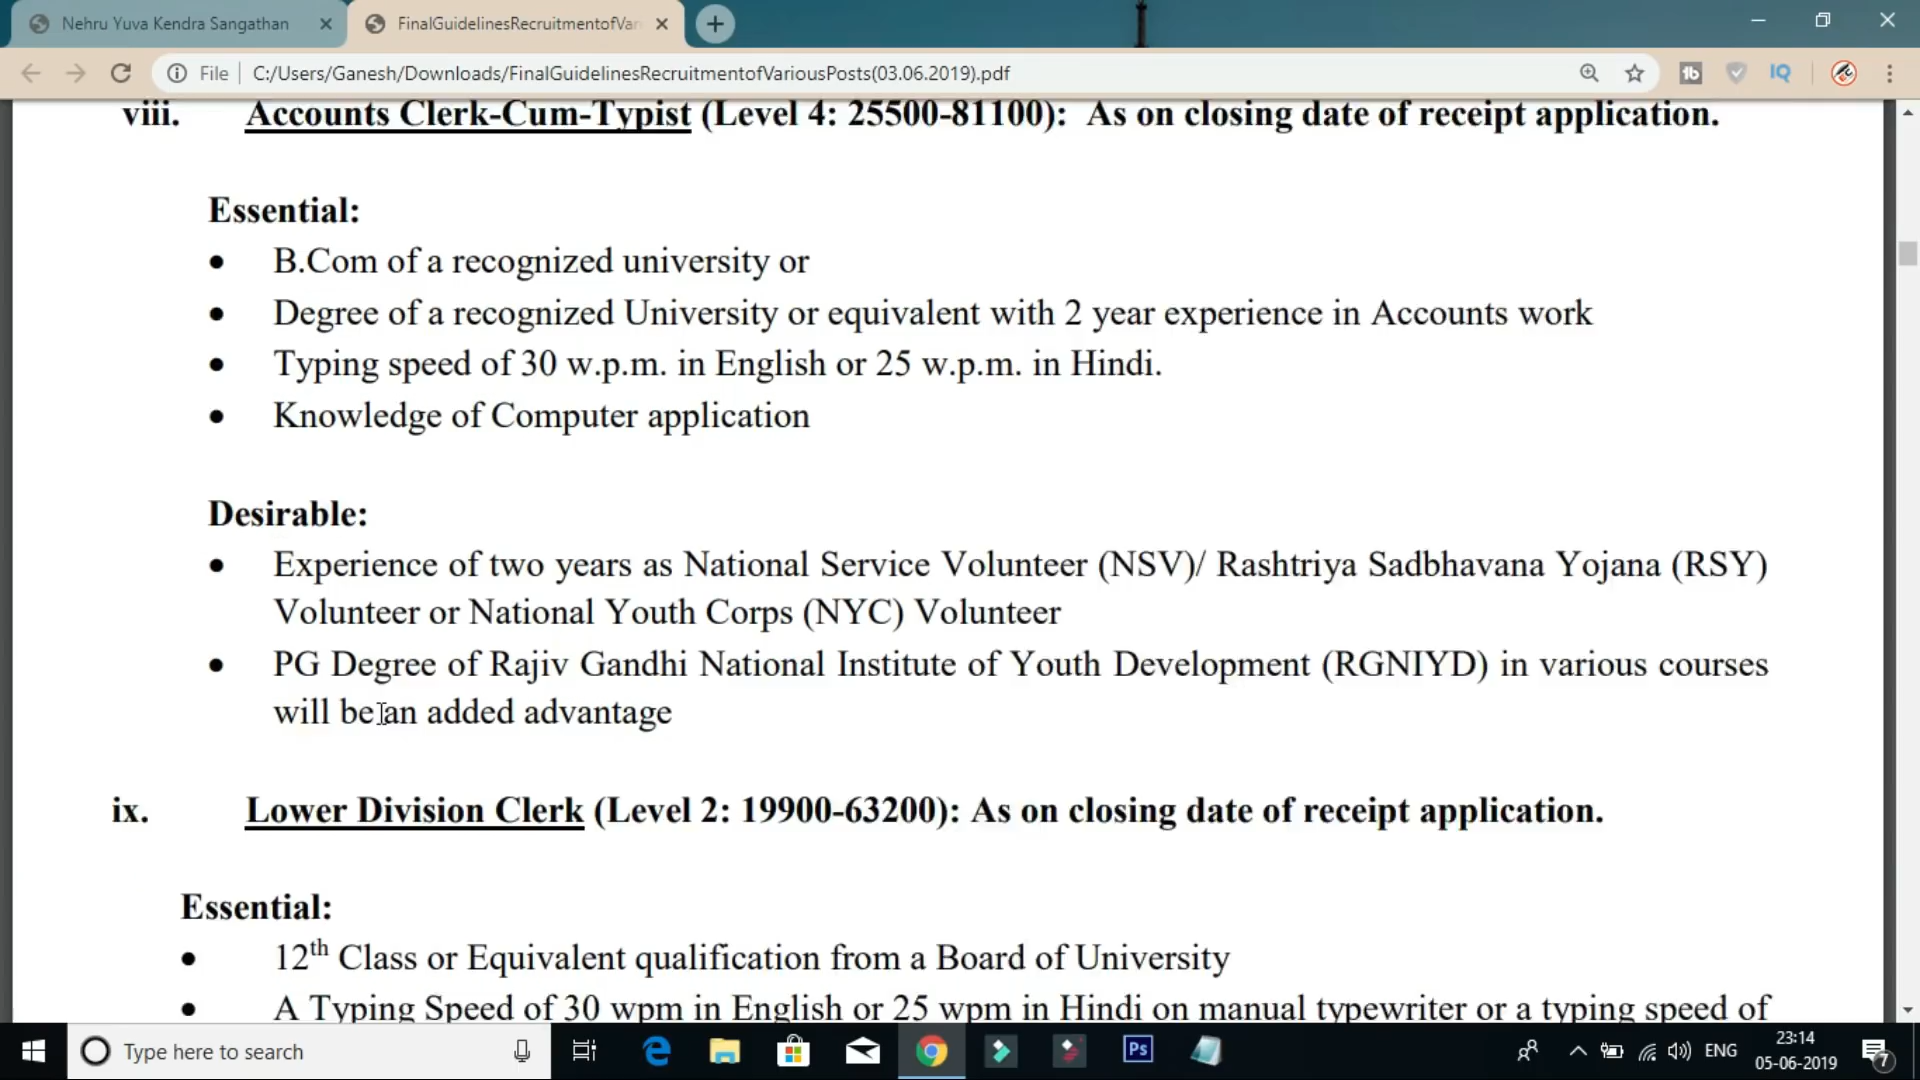 Nehru Yuva Kendra Sangathan
FinalGuidelinesRecruitmentofVar
File
C:/Users/Ganesh/Downloads/FinalGuidelinesRecruitmentofVariousPosts(03.06.2019).pdf
viii. Accounts Clerk-Cum-Typist (Level 4: 25500-81100): As on closing date of receipt application.
Essential:
• B.Com of a recognized university or
• Degree of a recognized University or equivalent with 2 year experience in Accounts work
• Typing speed of 30 w.p.m. in English or 25 w.p.m. in Hindi.
• Knowledge of Computer application
Desirable:
• Experience of two years as National Service Volunteer (NSV)/ Rashtriya Sadbhavana Yojana (RSY)
Volunteer or National Youth Corps (NYC) Volunteer
• PG Degree of Rajiv Gandhi National Institute of Youth Development (RGNIYD) in various courses
will be an added advantage
ix. Lower Division Clerk (Level 2: 19900-63200): As on closing date of receipt application.
Essential:
• 12th Class or Equivalent qualification from a Board of University
• A Typing Speed of 30 wpm in English or 25 wpm in Hindi on manual typewriter or a typing speed of
Type here to search
Ps
ENG
23:14
05-06-2019
7